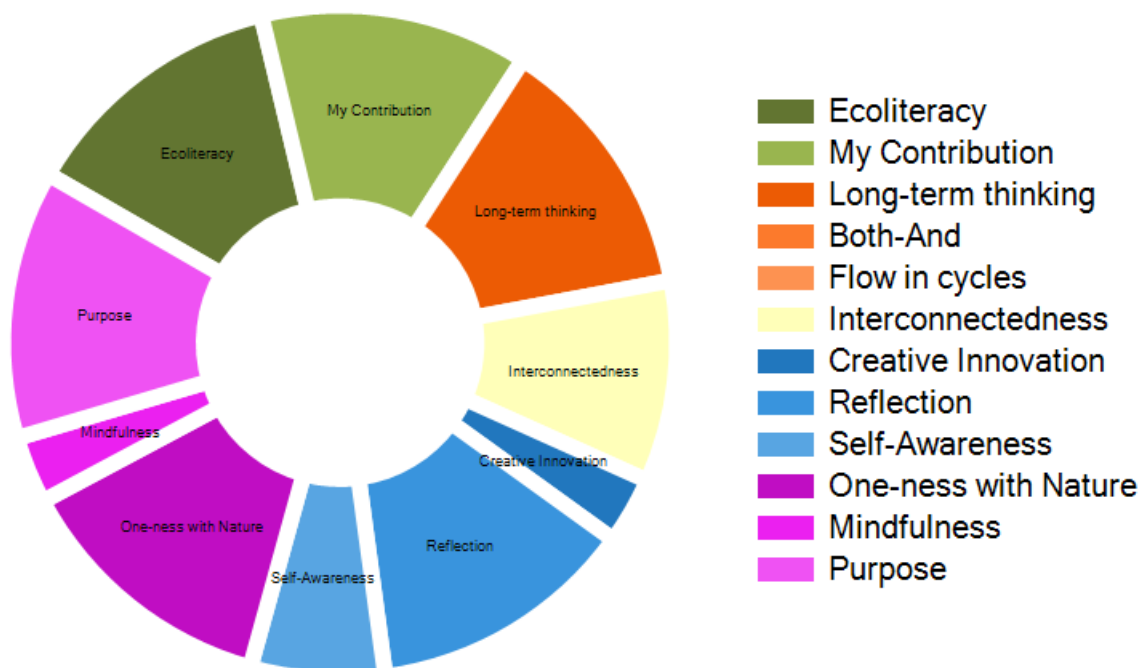 My Contribution
Ecoliteracy
Long-term thinking
Purpose
Interconnectedness
Mindfulness
Creative Innovation
One-ness with Nature
Reflection
Self-Awareness
Ecoliteracy
My Contribution
Long-term thinking
Both-And
Flow in cycles
Interconnectedness
Creative Innovation
Reflection
Self-Awareness
One-ness with Nature
Mindfulness
Purpose